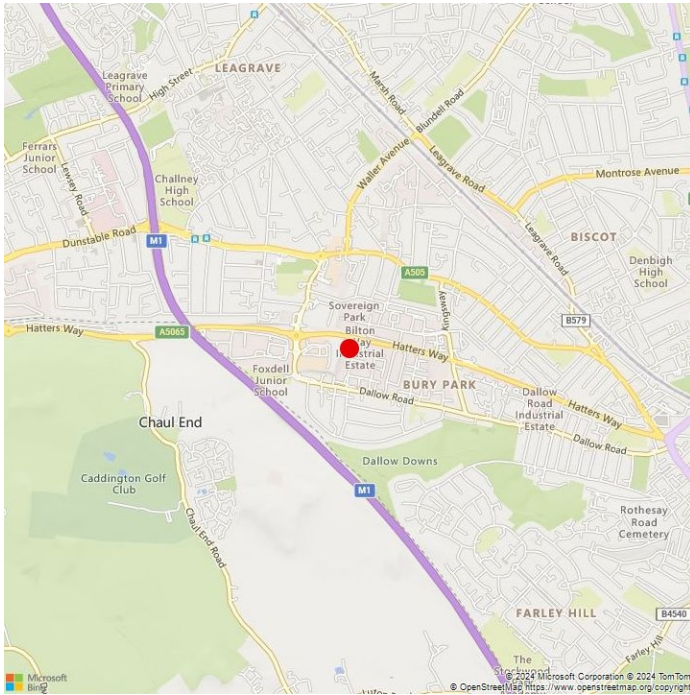 LEAGRAVE
Leagrave
Primary
School
High Street
Marsh Road
Blundell Road
Ferrars
Junior
School
Lewsey Road
Challney
High
School
Waller Avenue
Leagrave Road
Montrose Avenue
Dunstable Road
M1
BISCOT
Leagrave Road
Denbigh
High
School
A505
Sovereign
Park
Bilton
Way
Industrial
Estate
Kingsway
B579
Hatters Way
A5065
Hatters Way
Foxdell
Junior
School
BURY PARK
Dallow Road
Dallow
Road
Industrial
Estate
Hatters Way
Dallow Road
Chaul End
Dallow Downs
Caddington Golf
Club
M1
Rothesay
Road
Cemetery
Chaul End Road
FARLEY HILL
B4540
Farley Hill
The
Stockwood
Microsoft
Bing
© 2024 Microsoft Corporation © 2024 TomTom
© OpenStreetMap https://www.openstreetmap.org/copyright